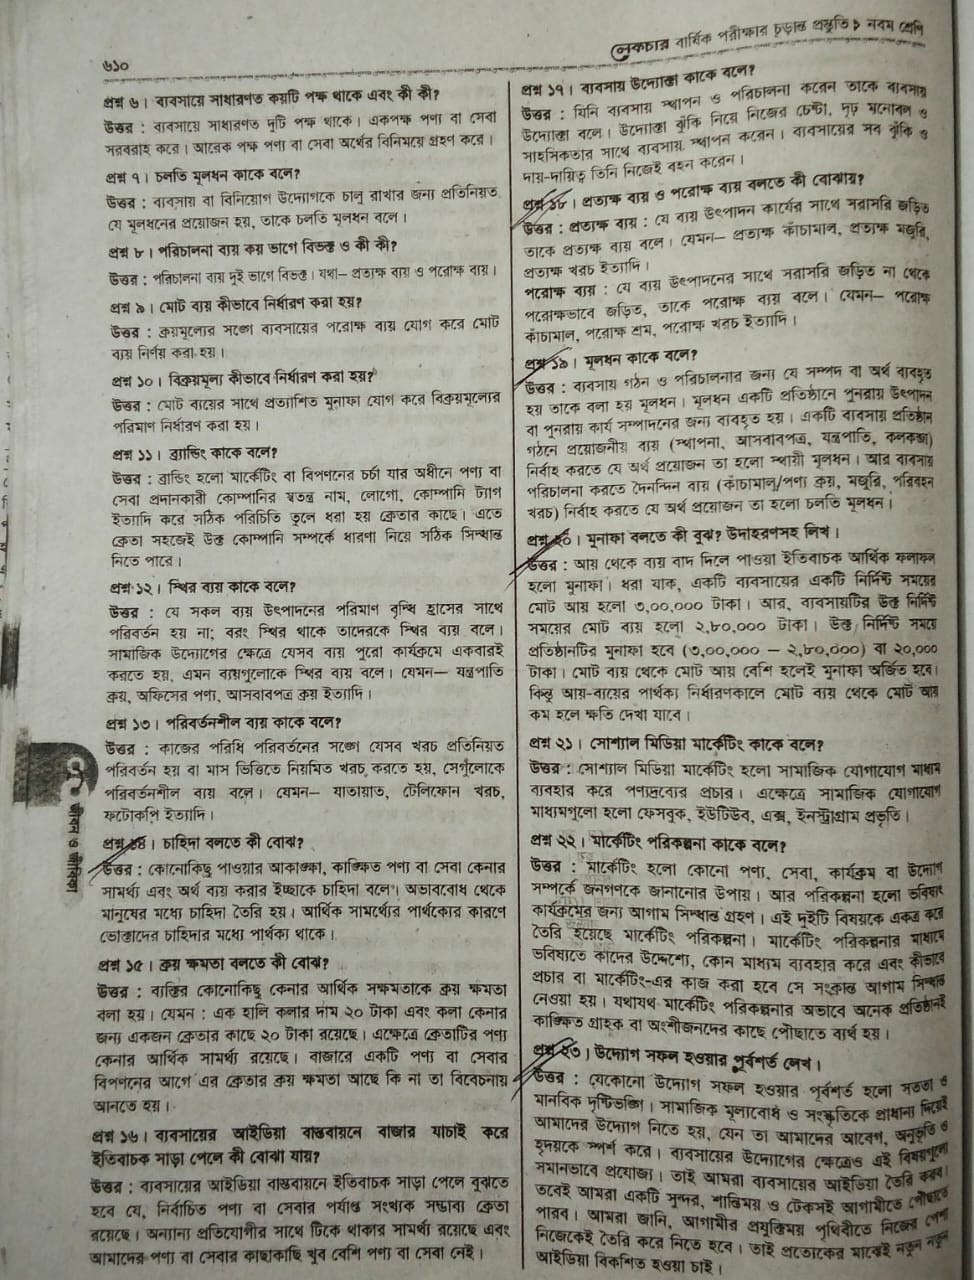 ৬১০
লেকচার বার্ষিক পরীক্ষার চূড়ান্ত প্রস্তুতি > নবম শ্রেণি
প্রশ্ন ৬। ব্যবসায়ে সাধারণত কয়টি পক্ষ থাকে এবং কী কী?
উত্তর : ব্যবসায়ে সাধারণত দুটি পক্ষ থাকে। একপক্ষ পণ্য বা সেবা
সরবরাহ করে। আরেক পক্ষ পণ্য বা সেবা অর্থের বিনিময়ে গ্রহণ করে।
প্রশ্ন ৭। চলতি মূলধন কাকে বলে?
উত্তর : ব্যবসায় বা বিনিয়োগ উদ্যোগকে চালু রাখার জন্য প্রতিনিয়ত
যে মূলধনের প্রয়োজন হয়, তাকে চলতি মূলধন বলে।
প্রশ্ন ৮। পরিচালনা ব্যয় কয় ভাগে বিভক্ত ও কী কী?
উত্তর : পরিচালনা ব্যয় দুই ভাগে বিভক্ত। যথা— প্রত্যক্ষ ব্যয় ও পরোক্ষ ব্যয়।
প্রশ্ন ৯। মোট ব্যয় কীভাবে নির্ধারণ করা হয়?
উত্তর : ক্রয়মূল্যের সঙ্গে ব্যবসায়ের পরোক্ষ ব্যয় যোগ করে মোট
ব্যয় নির্ণয় করা হয়।
প্রশ্ন ১০। বিক্রয়মূল্য কীভাবে নির্ধারণ করা হয়?
উত্তর : মোট ব্যয়ের সাথে প্রত্যাশিত মুনাফা যোগ করে বিক্রয়মূল্যের
পরিমাণ নির্ধারণ করা হয়।
প্রশ্ন ১১। ব্র্যান্ডিং কাকে বলে?
উত্তর : ব্রান্ডিং হলো মার্কেটিং বা বিপণনের চর্চা যার অধীনে পণ্য বা
সেবা প্রদানকারী কোম্পানির স্বতন্ত্র নাম, লোগো, কোম্পানি ট্যাগ
ইত্যাদি করে সঠিক পরিচিতি তুলে ধরা হয় ক্রেতার কাছে। এতে
ক্রেতা সহজেই উক্ত কোম্পানি সম্পর্কে ধারণা নিয়ে সঠিক সিদ্ধান্ত
নিতে পারে।
প্রশ্ন ১২। স্থির ব্যয় কাকে বলে?
উত্তর : যে সকল ব্যয় উৎপাদনের পরিমাণ বৃদ্ধি হ্রাসের সাথে
পরিবর্তন হয় না; বরং স্থির থাকে তাদেরকে স্থির ব্যয় বলে।
সামাজিক উদ্যোগের ক্ষেত্রে যেসব ব্যয় পুরো কার্যক্রমে একবারই
করতে হয়, এমন ব্যয়গুলোকে স্থির ব্যয় বলে। যেমন— যন্ত্রপাতি
ক্রয়, অফিসের পণ্য, আসবাবপত্র ক্রয় ইত্যাদি।
প্রশ্ন ১৩। পরিবর্তনশীল ব্যয় কাকে বলে?
উত্তর : কাজের পরিধি পরিবর্তনের সঙ্গে যেসব খরচ প্রতিনিয়ত
পরিবর্তন হয় বা মাস ভিত্তিতে নিয়মিত খরচ করতে হয়, সেগুলোকে
পরিবর্তনশীল ব্যয় বলে। যেমন— যাতায়াত, টেলিফোন খরচ,
ফটোকপি ইত্যাদি।
প্রশ্ন ১৪। চাহিদা বলতে কী বোঝ?
উত্তর : কোনোকিছু পাওয়ার আকাঙ্ক্ষা, কাঙ্ক্ষিত পণ্য বা সেবা কেনার
সামর্থ্য এবং অর্থ ব্যয় করার ইচ্ছাকে চাহিদা বলে। অভাববোধ থেকে
মানুষের মধ্যে চাহিদা তৈরি হয়। আর্থিক সামর্থ্যের পার্থক্যের কারণে
ভোক্তাদের চাহিদার মধ্যে পার্থক্য থাকে।
প্রশ্ন ১৫। ক্রয় ক্ষমতা বলতে কী বোঝ?
উত্তর : ব্যক্তির কোনোকিছু কেনার আর্থিক সক্ষমতাকে ক্রয় ক্ষমতা
বলা হয়। যেমন : এক হালি কলার দাম ২০ টাকা এবং কলা কেনার
জন্য একজন ক্রেতার কাছে ২০ টাকা রয়েছে। এক্ষেত্রে ক্রেতাটির পণ্য
কেনার আর্থিক সামর্থ্য রয়েছে। বাজারে একটি পণ্য বা সেবার
বিপণনের আগে এর ক্রেতার ক্রয় ক্ষমতা আছে কি না তা বিবেচনায়
আনতে হয়।
প্রশ্ন ১৬। ব্যবসায়ের আইডিয়া বাস্তবায়নে বাজার যাচাই করে
ইতিবাচক সাড়া পেলে কী বোঝা যায়?
উত্তর : ব্যবসায়ের আইডিয়া বাস্তবায়নে ইতিবাচক সাড়া পেলে বুঝতে
হবে যে, নির্বাচিত পণ্য বা সেবার পর্যাপ্ত সংখ্যক সম্ভাব্য ক্রেতা
রয়েছে। অন্যান্য প্রতিযোগীর সাথে টিকে থাকার সামর্থ্য রয়েছে এবং
আমাদের পণ্য বা সেবার কাছাকাছি খুব বেশি পণ্য বা সেবা নেই।
জীবন ও জীবিকা
প্রশ্ন ১৭। ব্যবসায় উদ্যোক্তা কাকে বলে?
উত্তর : যিনি ব্যবসায় স্থাপন ও পরিচালনা করেন তাকে ব্যবসায়
উদ্যোক্তা বলে। উদ্যোক্তা ঝুঁকি নিয়ে নিজের চেষ্টা, দৃঢ় মনোবল ও
সাহসিকতার সাথে ব্যবসায় স্থাপন করেন। ব্যবসায়ের সব ঝুঁকি ও
দায়-দায়িত্ব তিনি নিজেই বহন করেন।
প্রশ্ন ১৮। প্রত্যক্ষ ব্যয় ও পরোক্ষ ব্যয় বলতে কী বোঝায়?
উত্তর : প্রত্যক্ষ ব্যয় : যে ব্যয় উৎপাদন কার্যের সাথে সরাসরি জড়িত
তাকে প্রত্যক্ষ ব্যয় বলে। যেমন— প্রত্যক্ষ কাঁচামাল, প্রত্যক্ষ মজুরি,
প্রত্যক্ষ খরচ ইত্যাদি।
পরোক্ষ ব্যয় : যে ব্যয় উৎপাদনের সাথে সরাসরি জড়িত না থেকে
পরোক্ষভাবে জড়িত, তাকে পরোক্ষ ব্যয় বলে। যেমন— পরোক্ষ
কাঁচামাল, পরোক্ষ শ্রম, পরোক্ষ খরচ ইত্যাদি।
প্রশ্ন ১৯। মূলধন কাকে বলে?
উত্তর : ব্যবসায় গঠন ও পরিচালনার জন্য যে সম্পদ বা অর্থ ব্যবহৃত
হয় তাকে বলা হয় মূলধন। মূলধন একটি প্রতিষ্ঠানে পুনরায় উৎপাদন
বা পুনরায় কার্য সম্পাদনের জন্য ব্যবহৃত হয়। একটি ব্যবসায় প্রতিষ্ঠান
গঠনে প্রয়োজনীয় ব্যয় (স্থাপনা, আসবাবপত্র, যন্ত্রপাতি, কলকব্জা)
নির্বাহ করতে যে অর্থ প্রয়োজন তা হলো স্থায়ী মূলধন। আর ব্যবসায়
পরিচালনা করতে দৈনন্দিন ব্যয় (কাঁচামাল/পণ্য ক্রয়, মজুরি, পরিবহন
খরচ) নির্বাহ করতে যে অর্থ প্রয়োজন তা হলো চলতি মূলধন।
প্রশ্ন ২০। মুনাফা বলতে কী বুঝ? উদাহরণসহ লিখ।
উত্তর : আয় থেকে ব্যয় বাদ দিলে পাওয়া ইতিবাচক আর্থিক ফলাফল
হলো মুনাফা। ধরা যাক, একটি ব্যবসায়ের একটি নির্দিষ্ট সময়ের
মোট আয় হলো ৩,০০,০০০ টাকা। আর, ব্যবসায়টির উক্ত নির্দিষ্ট
সময়ের মোট ব্যয় হলো ২,৮০,০০০ টাকা। উক্ত নির্দিষ্ট সময়ে
প্রতিষ্ঠানটির মুনাফা হবে (৩,০০,০০০ – ২,৮০,০০০) বা ২০,০০০
টাকা। মোট ব্যয় থেকে মোট আয় বেশি হলেই মুনাফা অর্জিত হবে।
কিন্তু আয়-ব্যয়ের পার্থক্য নির্ধারণকালে মোট ব্যয় থেকে মোট আয়
কম হলে ক্ষতি দেখা যাবে।
প্রশ্ন ২১। সোশ্যাল মিডিয়া মার্কেটিং কাকে বলে?
উত্তর : সোশ্যাল মিডিয়া মার্কেটিং হলো সামাজিক যোগাযোগ মাধ্যম
ব্যবহার করে পণ্যদ্রব্যের প্রচার। এক্ষেত্রে সামাজিক যোগাযোগ
মাধ্যমগুলো হলো ফেসবুক, ইউটিউব, এক্স, ইনস্ট্রাগ্রাম প্রভৃতি।
প্রশ্ন ২২। মার্কেটিং পরিকল্পনা কাকে বলে?
উত্তর : মার্কেটিং হলো কোনো পণ্য, সেবা, কার্যক্রম বা উদ্যোগ
সম্পর্কে জনগণকে জানানোর উপায়। আর পরিকল্পনা হলো ভবিষ্যৎ
কার্যক্রমের জন্য আগাম সিদ্ধান্ত গ্রহণ। এই দুইটি বিষয়কে একত্র করে
তৈরি হয়েছে মার্কেটিং পরিকল্পনা। মার্কেটিং পরিকল্পনার মাধ্যমে
ভবিষ্যতে কাদের উদ্দেশ্যে, কোন মাধ্যম ব্যবহার করে এবং কীভাবে
প্রচার বা মার্কেটিং-এর কাজ করা হবে সে সংক্রান্ত আগাম সিদ্ধান্ত
নেওয়া হয়। যথাযথ মার্কেটিং পরিকল্পনার অভাবে অনেক প্রতিষ্ঠানই
কাঙ্ক্ষিত গ্রাহক বা অংশীজনদের কাছে পৌঁছাতে ব্যর্থ হয়।
প্রশ্ন ২৩। উদ্যোগ সফল হওয়ার পূর্বশর্ত লেখ।
উত্তর : যেকোনো উদ্যোগ সফল হওয়ার পূর্বশর্ত হলো সততা ও
মানবিক দৃষ্টিভঙ্গি। সামাজিক মূল্যবোধ ও সংস্কৃতিকে প্রাধান্য দিয়েই
আমাদের উদ্যোগ নিতে হয়, যেন তা আমাদের আবেগ, অনুভূতি ও
হৃদয়কে স্পর্শ করে। ব্যবসায়ের উদ্যোগের ক্ষেত্রেও এই বিষয়গুলো
সমানভাবে প্রযোজ্য। তাই আমরা ব্যবসায়ের আইডিয়া তৈরি করব।
তবেই আমরা একটি সুন্দর, শান্তিময় ও টেকসই আগামীতে পৌঁছাতে
পারব। আমরা জানি, আগামীর প্রযুক্তিময় পৃথিবীতে নিজের পেশা
নিজেকেই তৈরি করে নিতে হবে। তাই প্রত্যেকের মাঝেই নতুন নতুন
আইডিয়া বিকশিত হওয়া চাই।